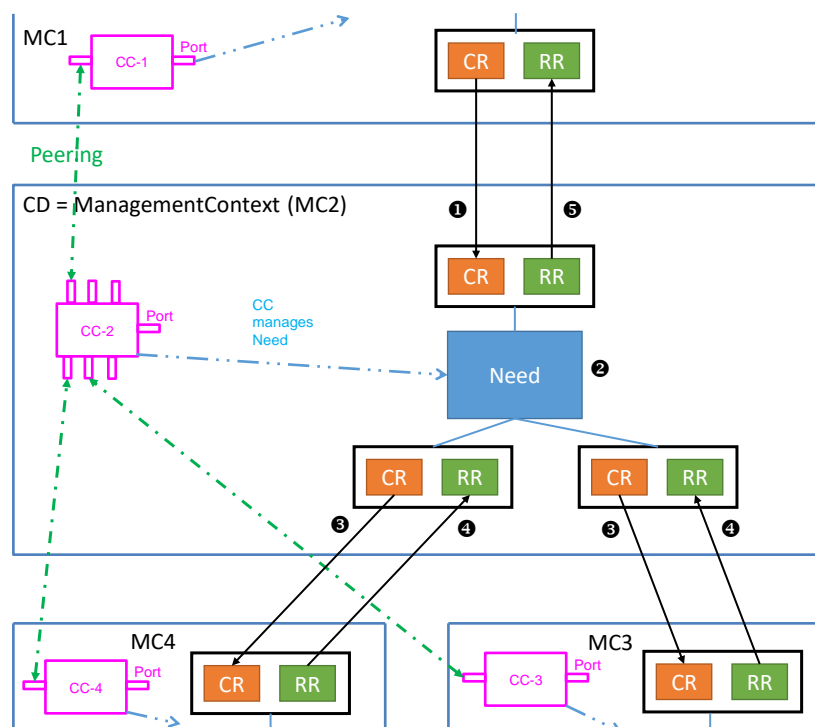 MC1
Port
CC-1
CR RR
Peering
CD = ManagementContext (MC2)
❶ ❺
CR RR
CC-2
Port
CC
manages
Need
Need
❷
CR RR
CR RR
❸ ❹
❸ ❹
MC4
Port
CC-4
CR RR
MC3
Port
CC-3
CR RR